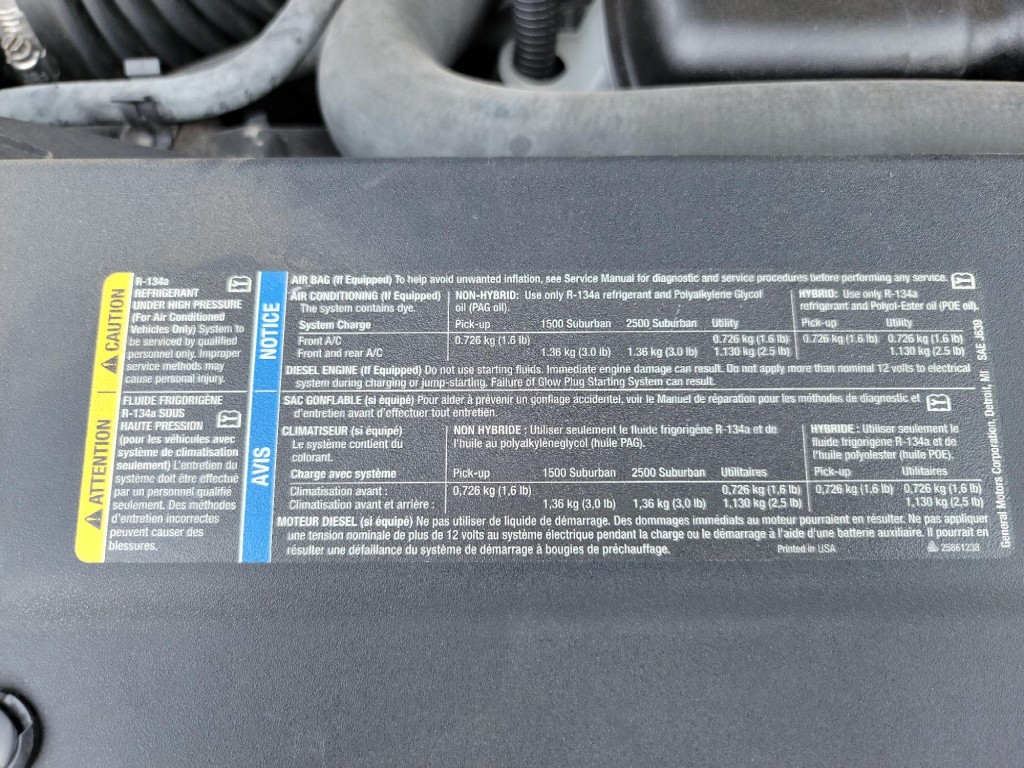 CAUTION
R-134a
REFRIGERANT
UNDER HIGH PRESSURE
(For Air Conditioned
Vehicles Only) System to
be serviced by qualified
personnel only. Improper
service methods may
cause personal injury.
ATTENTION
FLUIDE FRIGORIGÈNE
R-134a SOUS
HAUTE PRESSION
(pour les véhicules avec
système de climatisation
seulement) L'entretien du
système doit être effectué
par un personnel qualifié
seulement. Des méthodes
d'entretien incorrectes
peuvent causer des
blessures.
NOTICE
AIR BAG (If Equipped) To help avoid unwanted inflation, see Service Manual for diagnostic and service procedures before performing any service.
AIR CONDITIONING (If Equipped)
The system contains dye.
NON-HYBRID: Use only R-134a refrigerant and Polyalkylene Glycol
oil (PAG oil).
HYBRID: Use only R-134a
refrigerant and Polyol-Ester oil (POE oil).
System Charge Pick-up 1500 Suburban 2500 Suburban Utility Pick-up Utility
Front A/C 0.726 kg (1.6 lb) 0.726 kg (1.6 lb) 0.726 kg (1.6 lb) 0.726 kg (1.6 lb)
Front and rear A/C 1.36 kg (3.0 lb) 1.36 kg (3.0 lb) 1.130 kg (2.5 lb) 1.130 kg (2.5 lb)
DIESEL ENGINE (If Equipped) Do not use starting fluids. Immediate engine damage can result. Do not apply more than nominal 12 volts to electrical
system during charging or jump-starting. Failure of Glow Plug Starting System can result.
AVIS
SAC GONFLABLE (si équipé) Pour aider à prévenir un gonflage accidentel, voir le Manuel de réparation pour les méthodes de diagnostic et
d'entretien avant d'effectuer tout entretien.
CLIMATISEUR (si équipé)
Le système contient du
colorant.
NON HYBRIDE : Utiliser seulement le fluide frigorigène R-134a et de
l'huile au polyalkylèneglycol (huile PAG).
HYBRIDE : Utiliser seulement le
fluide frigorigène R-134a et de
l'huile polyolester (huile POE).
Charge avec système Pick-up 1500 Suburban 2500 Suburban Utilitaires Pick-up Utilitaires
Climatisation avant : 0,726 kg (1,6 lb) 0,726 kg (1,6 lb) 0,726 kg (1,6 lb) 0,726 kg (1,6 lb)
Climatisation avant et arrière : 1,36 kg (3,0 lb) 1,36 kg (3,0 lb) 1,130 kg (2,5 lb) 1,130 kg (2,5 lb)
MOTEUR DIESEL (si équipé) Ne pas utiliser de liquide de démarrage. Des dommages immédiats au moteur pourraient en résulter. Ne pas appliquer
une tension nominale de plus de 12 volts au système électrique pendant la charge ou le démarrage à l'aide d'une batterie auxiliaire. Il pourrait en
résulter une défaillance du système de démarrage à bougies de préchauffage.
Printed in USA
25861238
SAE J639
General Motors Corporation, Detroit, MI